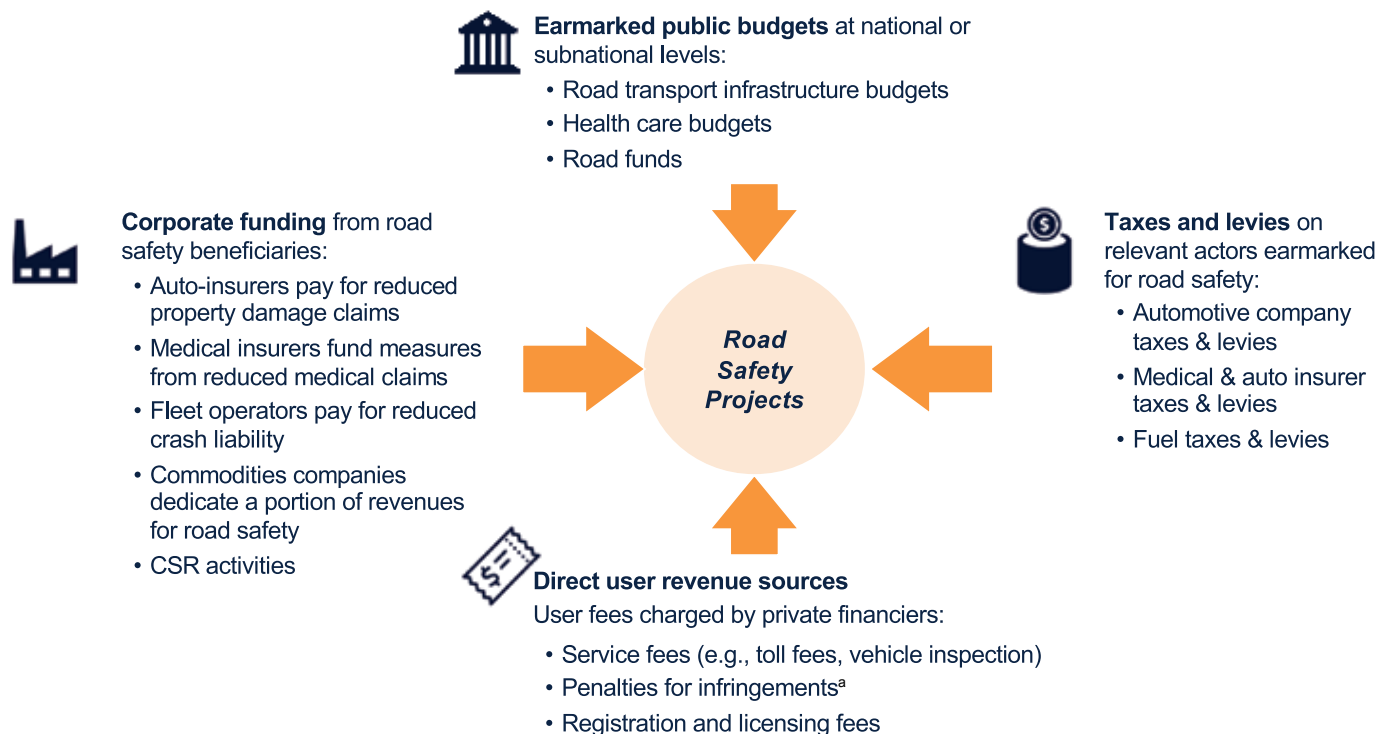 Earmarked public budgets at national or
subnational levels:
• Road transport infrastructure budgets
• Health care budgets
• Road funds
Corporate funding from road
safety beneficiaries:
• Auto-insurers pay for reduced
property damage claims
• Medical insurers fund measures
from reduced medical claims
• Fleet operators pay for reduced
crash liability
• Commodities companies
dedicate a portion of revenues
for road safety
• CSR activities
Road
Safety
Projects
$
Taxes and levies on
relevant actors earmarked
for road safety:
• Automotive company
taxes & levies
• Medical & auto insurer
taxes & levies
• Fuel taxes & levies
$
Direct user revenue sources
User fees charged by private financiers:
• Service fees (e.g., toll fees, vehicle inspection)
• Penalties for infringementsᵃ
• Registration and licensing fees